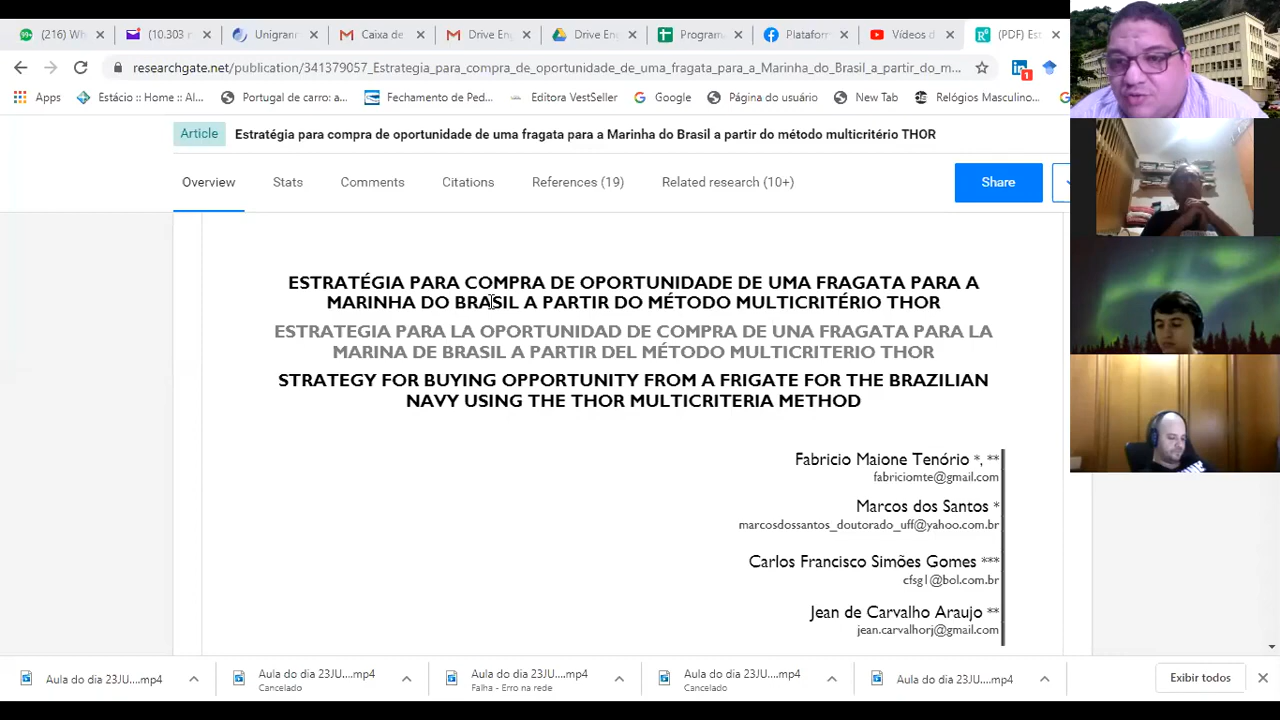 (216) Wh
(10.303 n
Unigranr
Caixa de
Drive Eng
Drive Eng
Programa
Plataform
Vídeos d
(PDF) Est
researchgate.net/publication/341379057_Estrategia_para_compra_de_oportunidade_de_uma_fragata_para_a_Marinha_do_Brasil_a_partir_do_m...
Apps
Estácio :: Home :: Al...
Portugal de carro: a...
Fechamento de Ped...
Editora VestSeller
Google
Página do usuário
New Tab
Relógios Masculino...
Article
Estratégia para compra de oportunidade de uma fragata para a Marinha do Brasil a partir do método multicritério THOR
Overview
Stats
Comments
Citations
References (19)
Related research (10+)
Share
ESTRATÉGIA PARA COMPRA DE OPORTUNIDADE DE UMA FRAGATA PARA A
MARINHA DO BRASIL A PARTIR DO MÉTODO MULTICRITÉRIO THOR
ESTRATEGIA PARA LA OPORTUNIDAD DE COMPRA DE UNA FRAGATA PARA LA
MARINA DE BRASIL A PARTIR DEL MÉTODO MULTICRITERIO THOR
STRATEGY FOR BUYING OPPORTUNITY FROM A FRIGATE FOR THE BRAZILIAN
NAVY USING THE THOR MULTICRITERIA METHOD
Fabricio Maione Tenório *, **
fabriciomte@gmail.com
Marcos dos Santos *
marcosdossantos_doutorado_uff@yahoo.com.br
Carlos Francisco Simões Gomes ***
cfsg1@bol.com.br
Jean de Carvalho Araujo **
jean.carvalhorj@gmail.com
Aula do dia 23JU....mp4
Aula do dia 23JU....mp4
Cancelado
Aula do dia 23JU....mp4
Falha - Erro na rede
Aula do dia 23JU....mp4
Cancelado
Aula do dia 23JU....mp4
Exibir todos